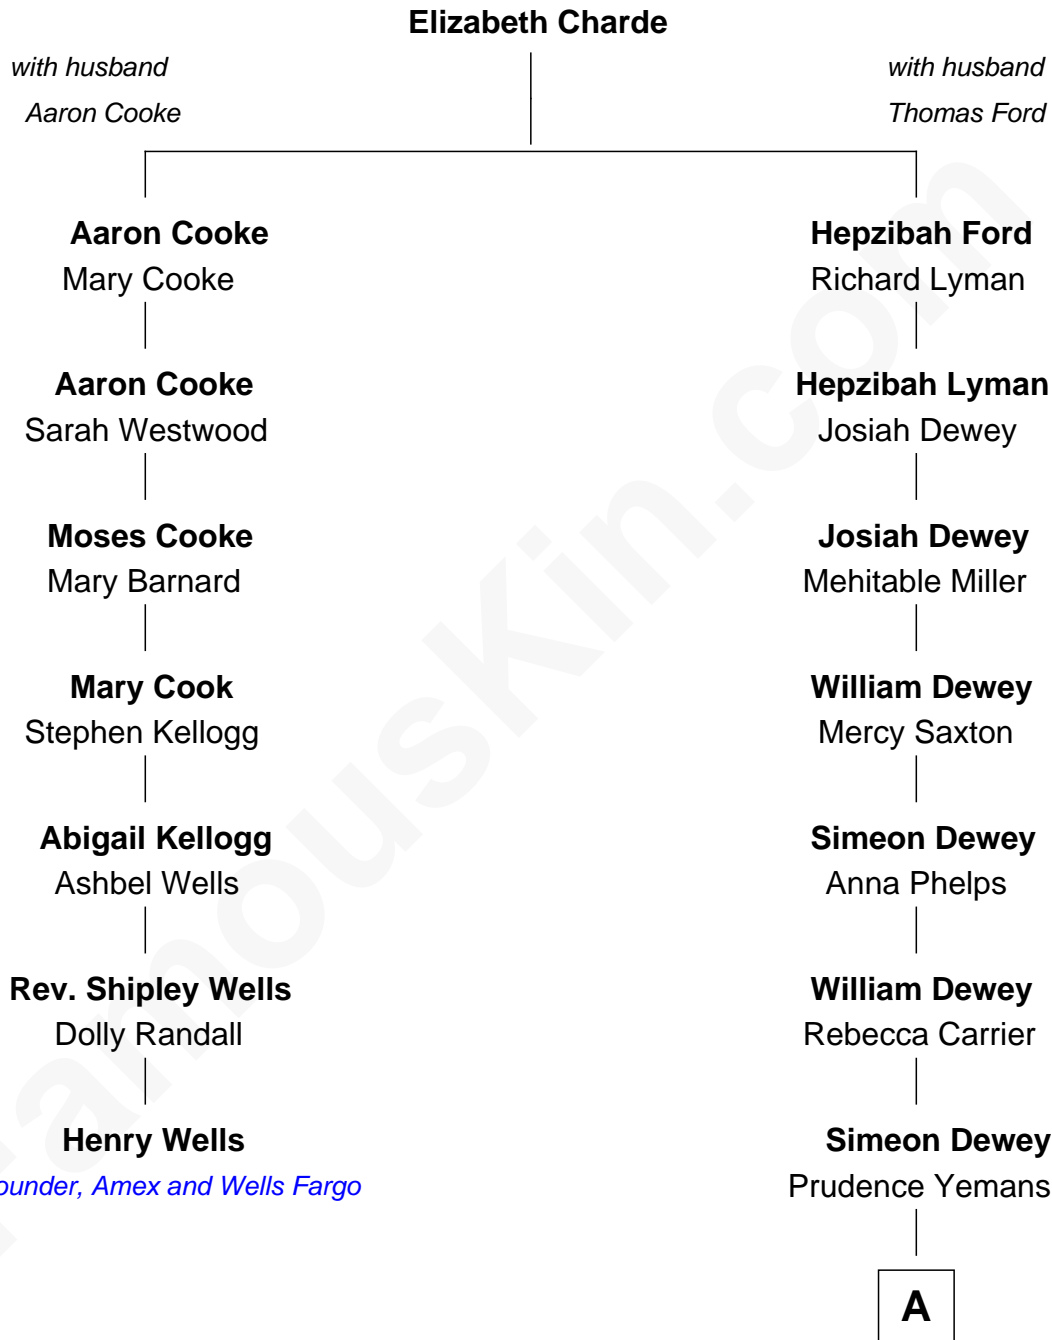 Elizabeth Charde
with husband
Aaron Cooke
with husband
Thomas Ford
Aaron Cooke
Mary Cooke
Hepzibah Ford
Richard Lyman
Aaron Cooke
Sarah Westwood
Hepzibah Lyman
Josiah Dewey
Moses Cooke
Mary Barnard
Josiah Dewey
Mehitable Miller
Mary Cook
Stephen Kellogg
William Dewey
Mercy Saxton
Abigail Kellogg
Ashbel Wells
Simeon Dewey
Anna Phelps
Rev. Shipley Wells
Dolly Randall
William Dewey
Rebecca Carrier
Henry Wells
ounder, Amex and Wells Fargo
Simeon Dewey
Prudence Yemans
A
FamousKin.com